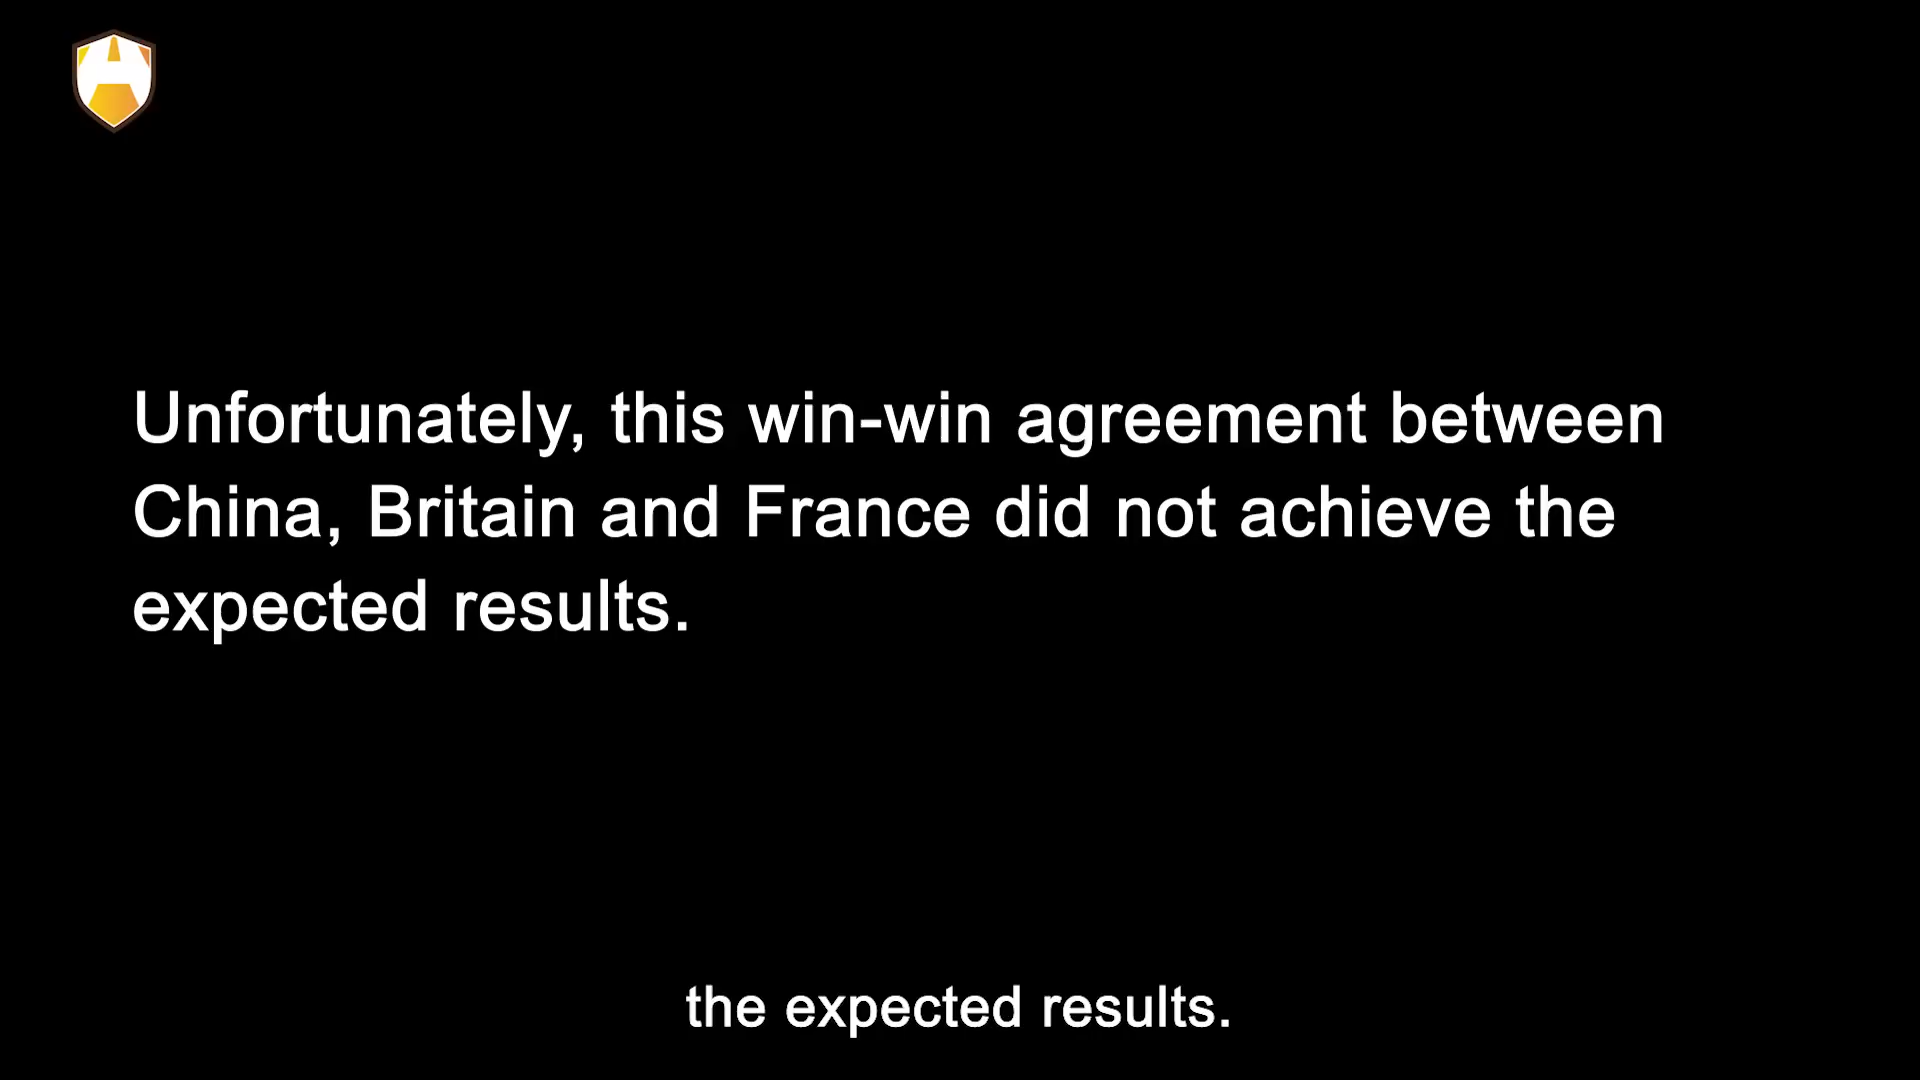 Unfortunately, this win-win agreement between
China, Britain and France did not achieve the
expected results.
the expected results.